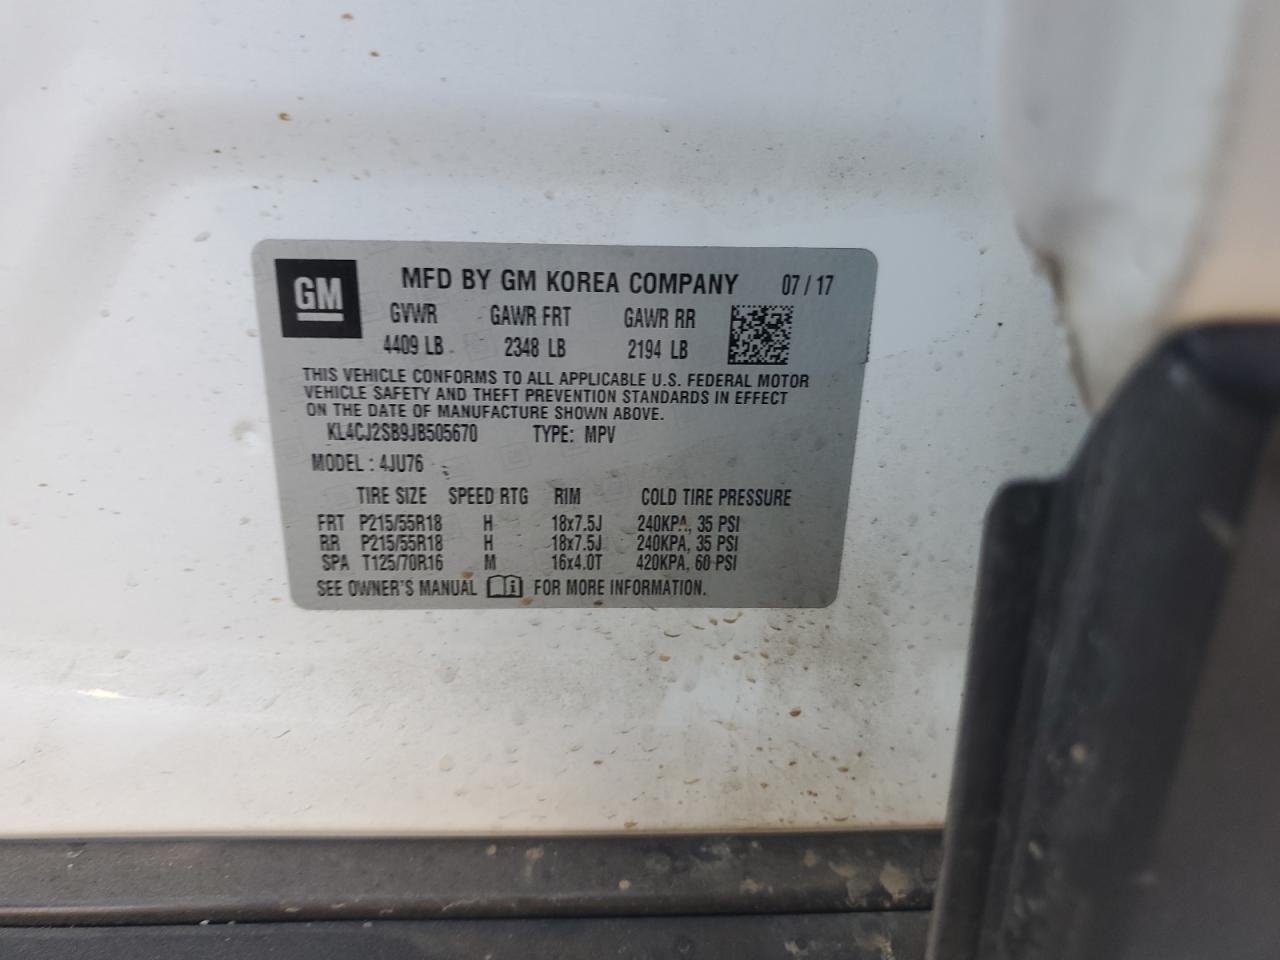 GM
MFD BY GM KOREA COMPANY 07/17
GVWR GAWR FRT GAWR RR
4409 LB 2348 LB 2194 LB
THIS VEHICLE CONFORMS TO ALL APPLICABLE U.S. FEDERAL MOTOR
VEHICLE SAFETY AND THEFT PREVENTION STANDARDS IN EFFECT
ON THE DATE OF MANUFACTURE SHOWN ABOVE.
KL4CJ2SB9JB505670 TYPE: MPV
MODEL : 4JU76
TIRE SIZE SPEED RTG RIM COLD TIRE PRESSURE
FRT P215/55R18 H 18x7.5J 240KPA, 35 PSI
RR P215/55R18 H 18x7.5J 240KPA, 35 PSI
SPA T125/70R16 M 16x4.0T 420KPA, 60 PSI
SEE OWNER'S MANUAL i FOR MORE INFORMATION.